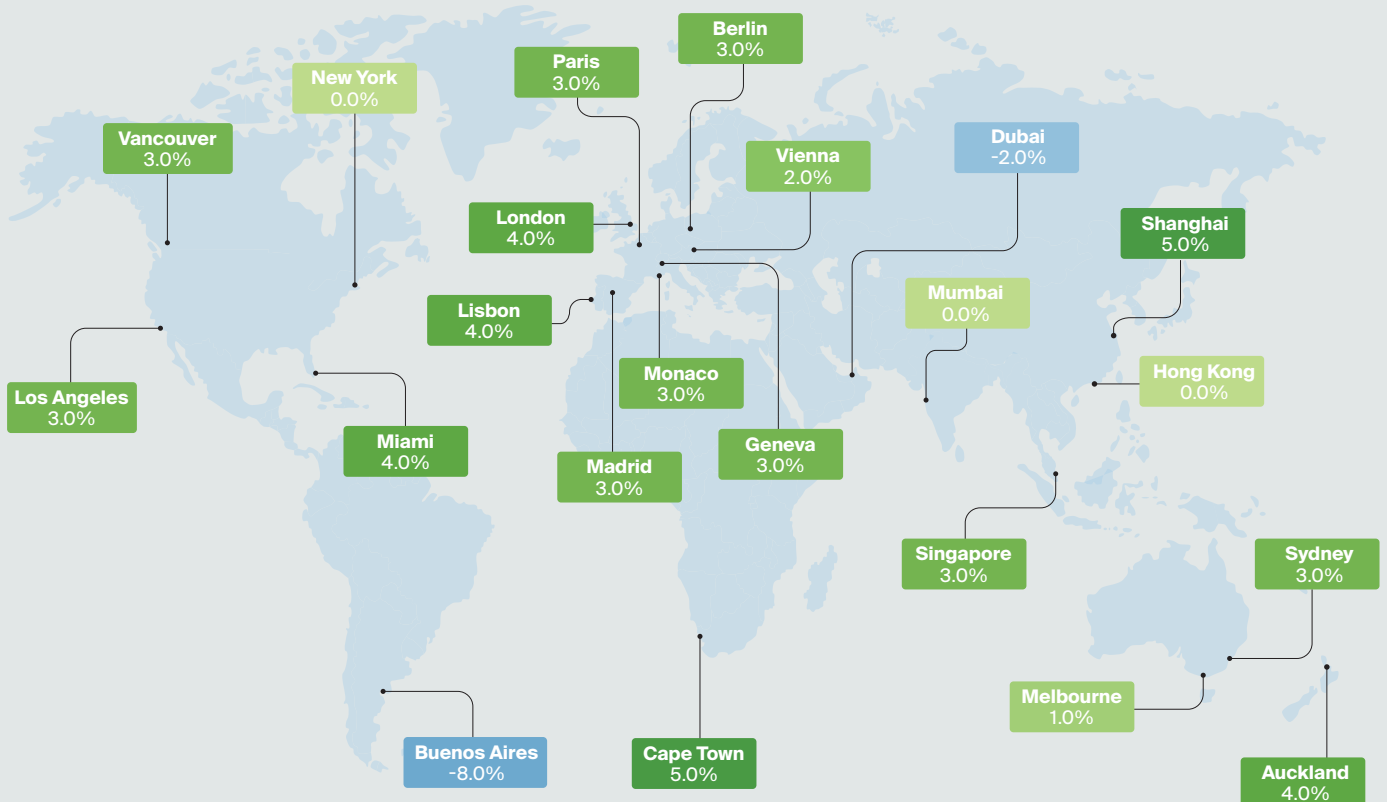 Berlin
3.0%
Paris
3.0%
New York
0.0%
Vancouver
3.0%
Dubai
-2.0%
Vienna
2.0%
London
4.0%
Shanghai
5.0%
Mumbai
0.0%
Lisbon
4.0%
Monaco
3.0%
Hong Kong
0.0%
Los Angeles
3.0%
Miami
4.0%
Geneva
3.0%
Madrid
3.0%
Singapore
3.0%
Sydney
3.0%
Melbourne
1.0%
Buenos Aires
-8.0%
Cape Town
5.0%
Auckland
4.0%